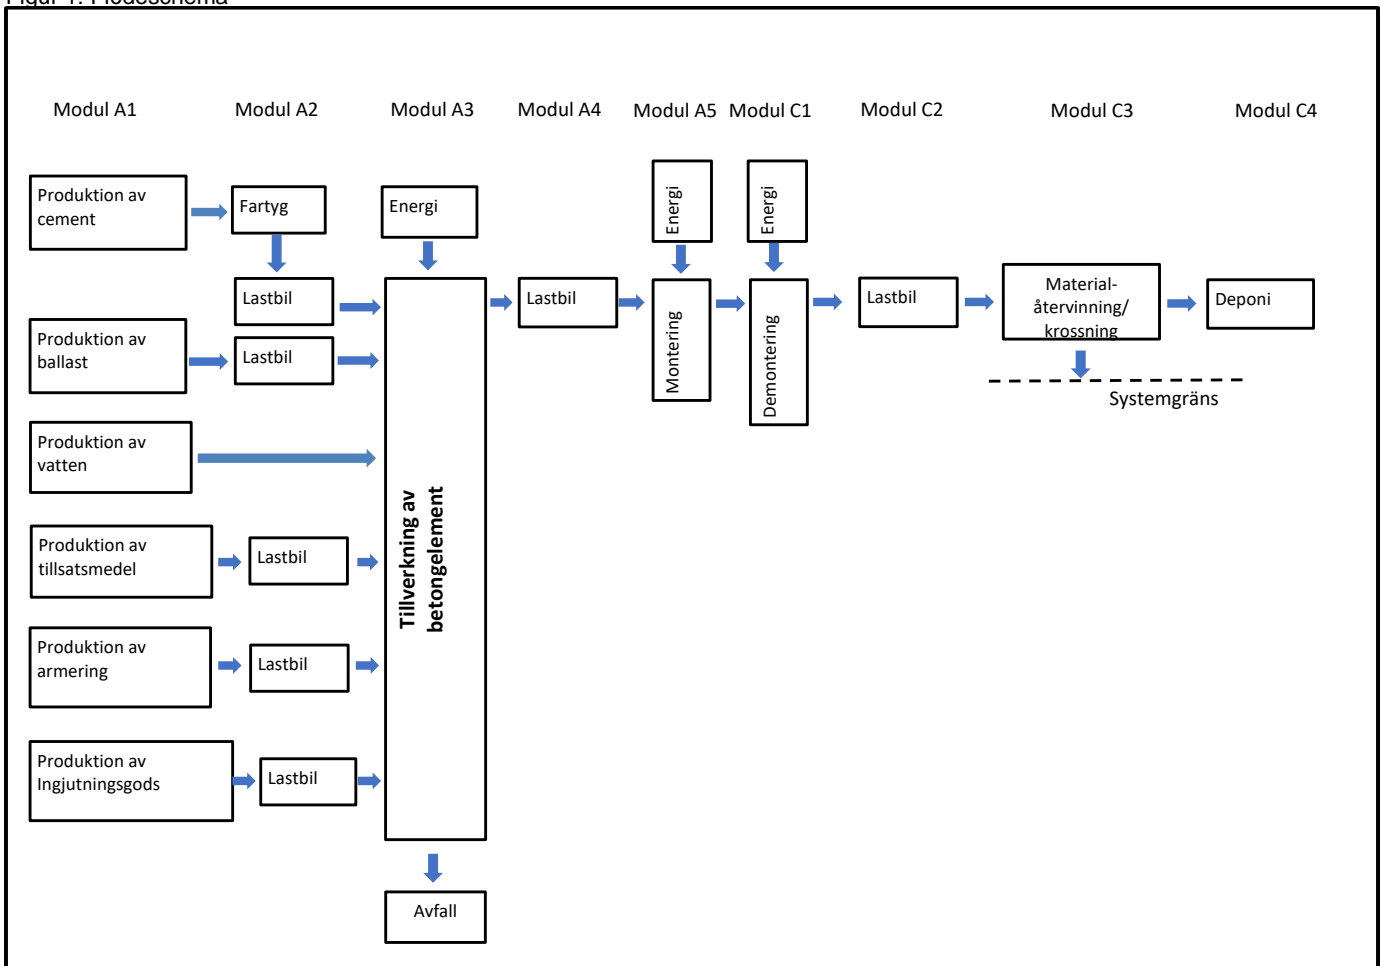 Figur 1. Flödesschema
Modul A1
Modul A2
Modul A3
Modul A4
Modul A5
Modul C1
Modul C2
Modul C3
Modul C4
Produktion av
cement
Fartyg
Energi
Energi
Energi
Lastbil
Lastbil
Montering
Demontering
Lastbil
Material-
återvinning/
krossning
Deponi
Systemgräns
Produktion av
ballast
Lastbil
Produktion av
vatten
Tillverkning av
betongelement
Produktion av
tillsatsmedel
Lastbil
Produktion av
armering
Lastbil
Produktion av
Ingjutningsgods
Lastbil
Avfall